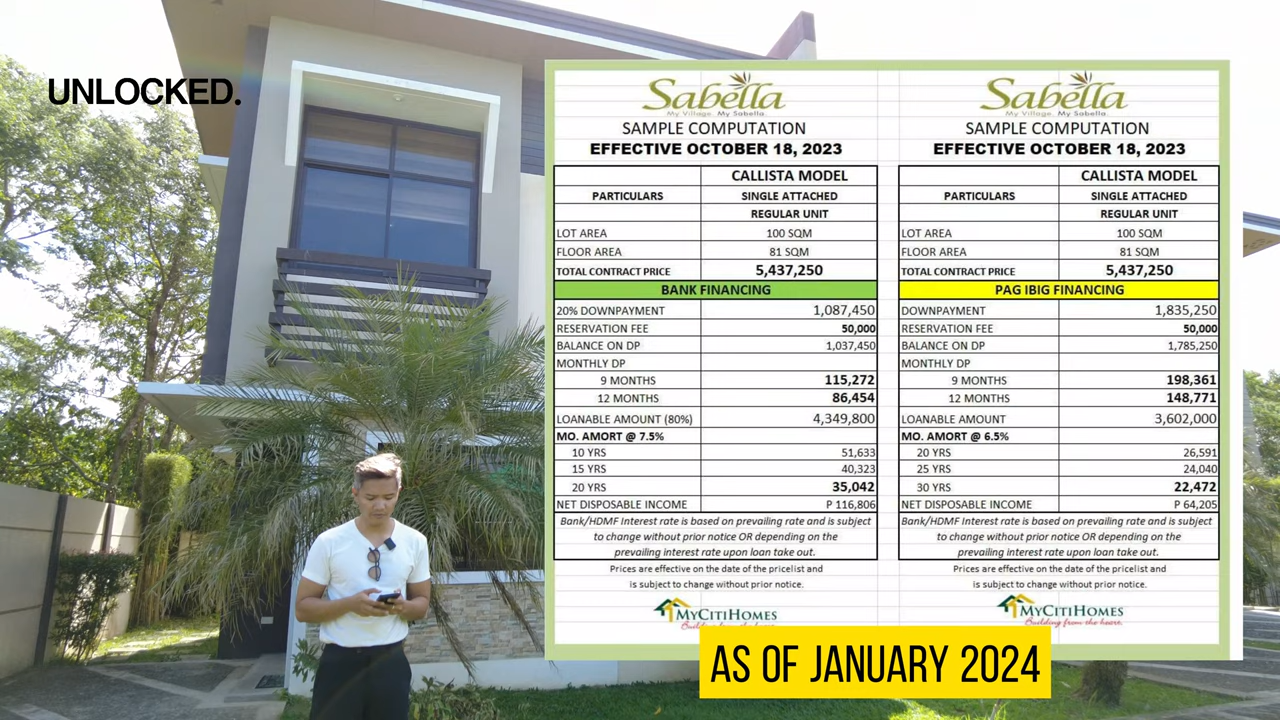 UNLOCKED.
Sabella
My Village. My Sabella.
SAMPLE COMPUTATION
EFFECTIVE OCTOBER 18, 2023
CALLISTA MODEL
PARTICULARS SINGLE ATTACHED
REGULAR UNIT
LOT AREA 100 SQM
FLOOR AREA 81 SQM
TOTAL CONTRACT PRICE 5,437,250
BANK FINANCING
20% DOWNPAYMENT 1,087,450
RESERVATION FEE 50,000
BALANCE ON DP 1,037,450
MONTHLY DP
9 MONTHS 115,272
12 MONTHS 86,454
LOANABLE AMOUNT (80%) 4,349,800
MO. AMORT @ 7.5%
10 YRS 51,633
15 YRS 40,323
20 YRS 35,042
NET DISPOSABLE INCOME P 116,806
Bank/HDMF Interest rate is based on prevailing rate and is subject
to change without prior notice OR depending on the
prevailing interest rate upon loan take out.
Prices are effective on the date of the pricelist and
is subject to change without prior notice.
MYCITIHOMES
Sabella
My Village. My Sabella.
SAMPLE COMPUTATION
EFFECTIVE OCTOBER 18, 2023
CALLISTA MODEL
PARTICULARS SINGLE ATTACHED
REGULAR UNIT
LOT AREA 100 SQM
FLOOR AREA 81 SQM
TOTAL CONTRACT PRICE 5,437,250
PAG IBIG FINANCING
DOWNPAYMENT 1,835,250
RESERVATION FEE 50,000
BALANCE ON DP 1,785,250
MONTHLY DP
9 MONTHS 198,361
12 MONTHS 148,771
LOANABLE AMOUNT 3,602,000
MO. AMORT @ 6.5%
20 YRS 26,591
25 YRS 24,040
30 YRS 22,472
NET DISPOSABLE INCOME P 64,205
Bank/HDMF Interest rate is based on prevailing rate and is subject
to change without prior notice OR depending on the
prevailing interest rate upon loan take out.
Prices are effective on the date of the pricelist and
is subject to change without prior notice.
MYCITIHOMES
Building from the heart.
AS OF JANUARY 2024